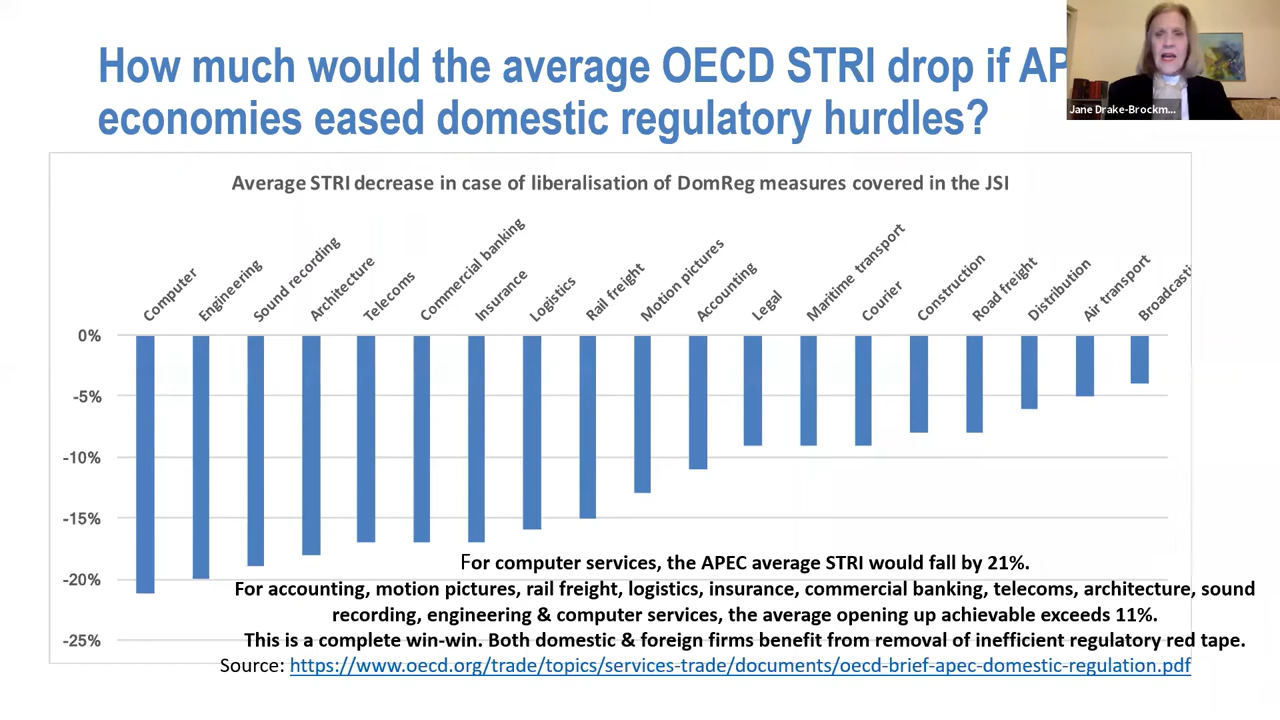 How much would the average OECD STRI drop if AP
economies eased domestic regulatory hurdles?
Jane Drake-Brockm...
Average STRI decrease in case of liberalisation of DomReg measures covered in the JSI
Computer
Engineering
Sound recording
Architecture
Telecoms
Commercial banking
Insurance
Logistics
Rail freight
Motion pictures
Accounting
Legal
Maritime transport
Courier
Construction
Road freight
Distribution
Air transport
Broadcasti
0%
-5%
-10%
-15%
-20%
-25%
For computer services, the APEC average STRI would fall by 21%.
For accounting, motion pictures, rail freight, logistics, insurance, commercial banking, telecoms, architecture, sound
recording, engineering & computer services, the average opening up achievable exceeds 11%.
This is a complete win-win. Both domestic & foreign firms benefit from removal of inefficient regulatory red tape.
Source: https://www.oecd.org/trade/topics/services-trade/documents/oecd-brief-apec-domestic-regulation.pdf